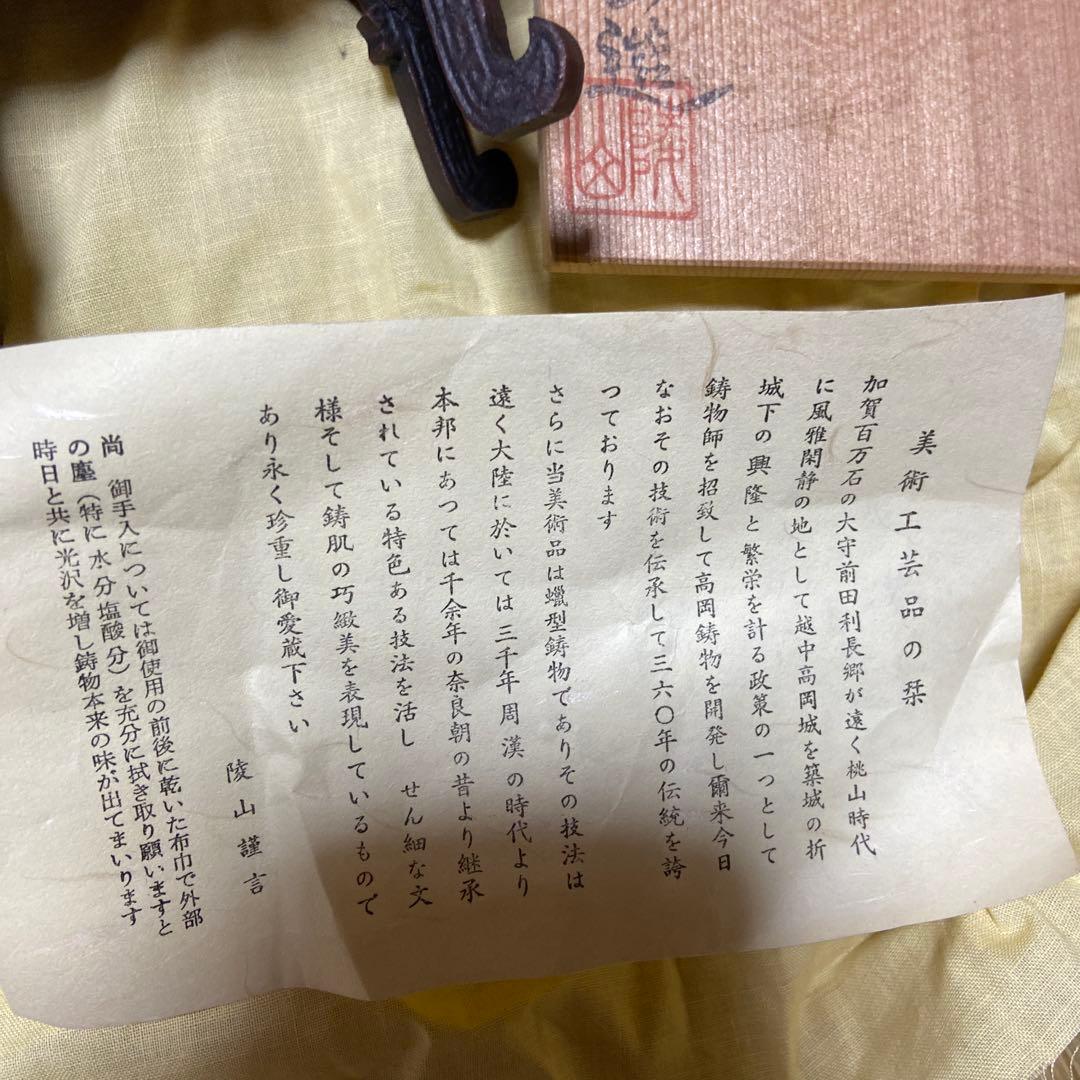 美術工芸品の栞
加賀百万石の大守前田利長郷が遠く桃山時代
に風雅閑静の地として越中高岡城を築城の折
城下の興隆と繁栄を計る政策の一つとして
鋳物師を招致して高岡鋳物を開発し爾来今日
なおその技術を伝承して三六〇年の伝統を誇
つております
さらに当美術品は蠟型鋳物でありその技法は
遠く大陸に於いては三千年周漢の時代より
本邦にあつては千余年の奈良朝の昔より継承
されている特色ある技法を活し せん細な文
様そして鋳肌の巧緻美を表現しているもので
あり永く珍重し御愛蔵下さい
陵山謹言
尚 御手入については御使用の前後に乾いた布巾で外部
の塵（特に水分塩酸分）を充分に拭き取り願いますと
時日と共に光沢を増し鋳物本来の味が出てまいります